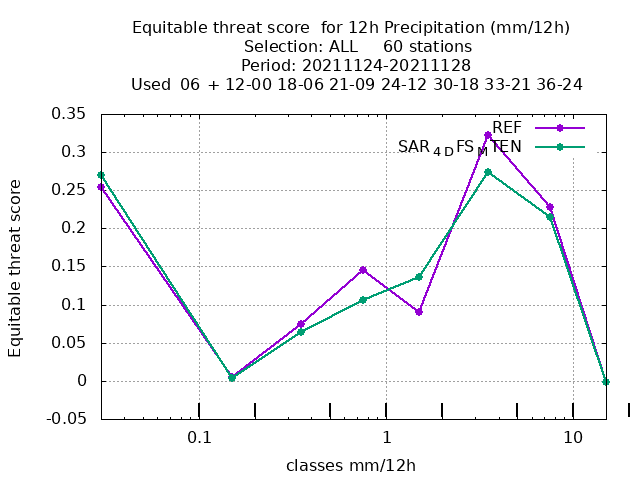 Equitable threat score  for 12h Precipitation (mm/12h)
Selection: ALL     60 stations
Period: 20211124-20211128
Used  06 + 12-00 18-06 21-09 24-12 30-18 33-21 36-24
REF
SAR4DFSMTEN
0.35
0.3
0.25
0.2
0.15
0.1
0.05
0
-0.05
Equitable threat score
0.1
1
10
classes mm/12h